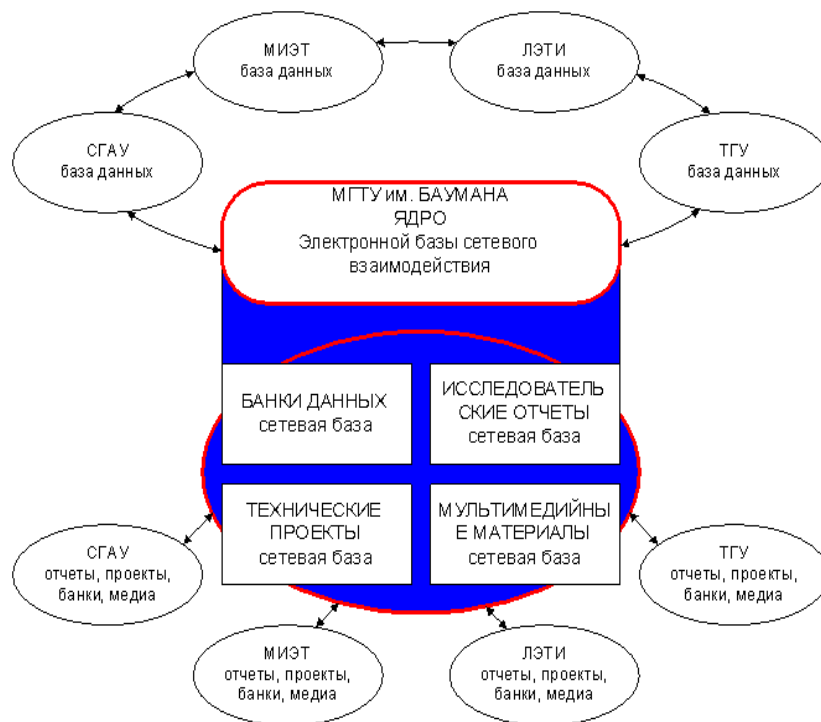 МИЭТ
база данных
ЛЭТИ
база данных
СГАУ
база данных
ТГУ
база данных
МГТУ им. БАУМАНА
ЯДРО
Электронной базы сетевого
взаимодействия
БАНКИ ДАННЫХ
сетевая база
ИССЛЕДОВАТЕЛЬ
СКИЕ ОТЧЕТЫ
сетевая база
ТЕХНИЧЕСКИЕ
ПРОЕКТЫ
сетевая база
МУЛЬТИМЕДИЙНЫ
Е МАТЕРИАЛЫ
сетевая база
СГАУ
отчеты, проекты,
банки, медиа
ТГУ
отчеты, проекты,
банки, медиа
МИЭТ
отчеты, проекты,
банки, медиа
ЛЭТИ
отчеты, проекты,
банки, медиа